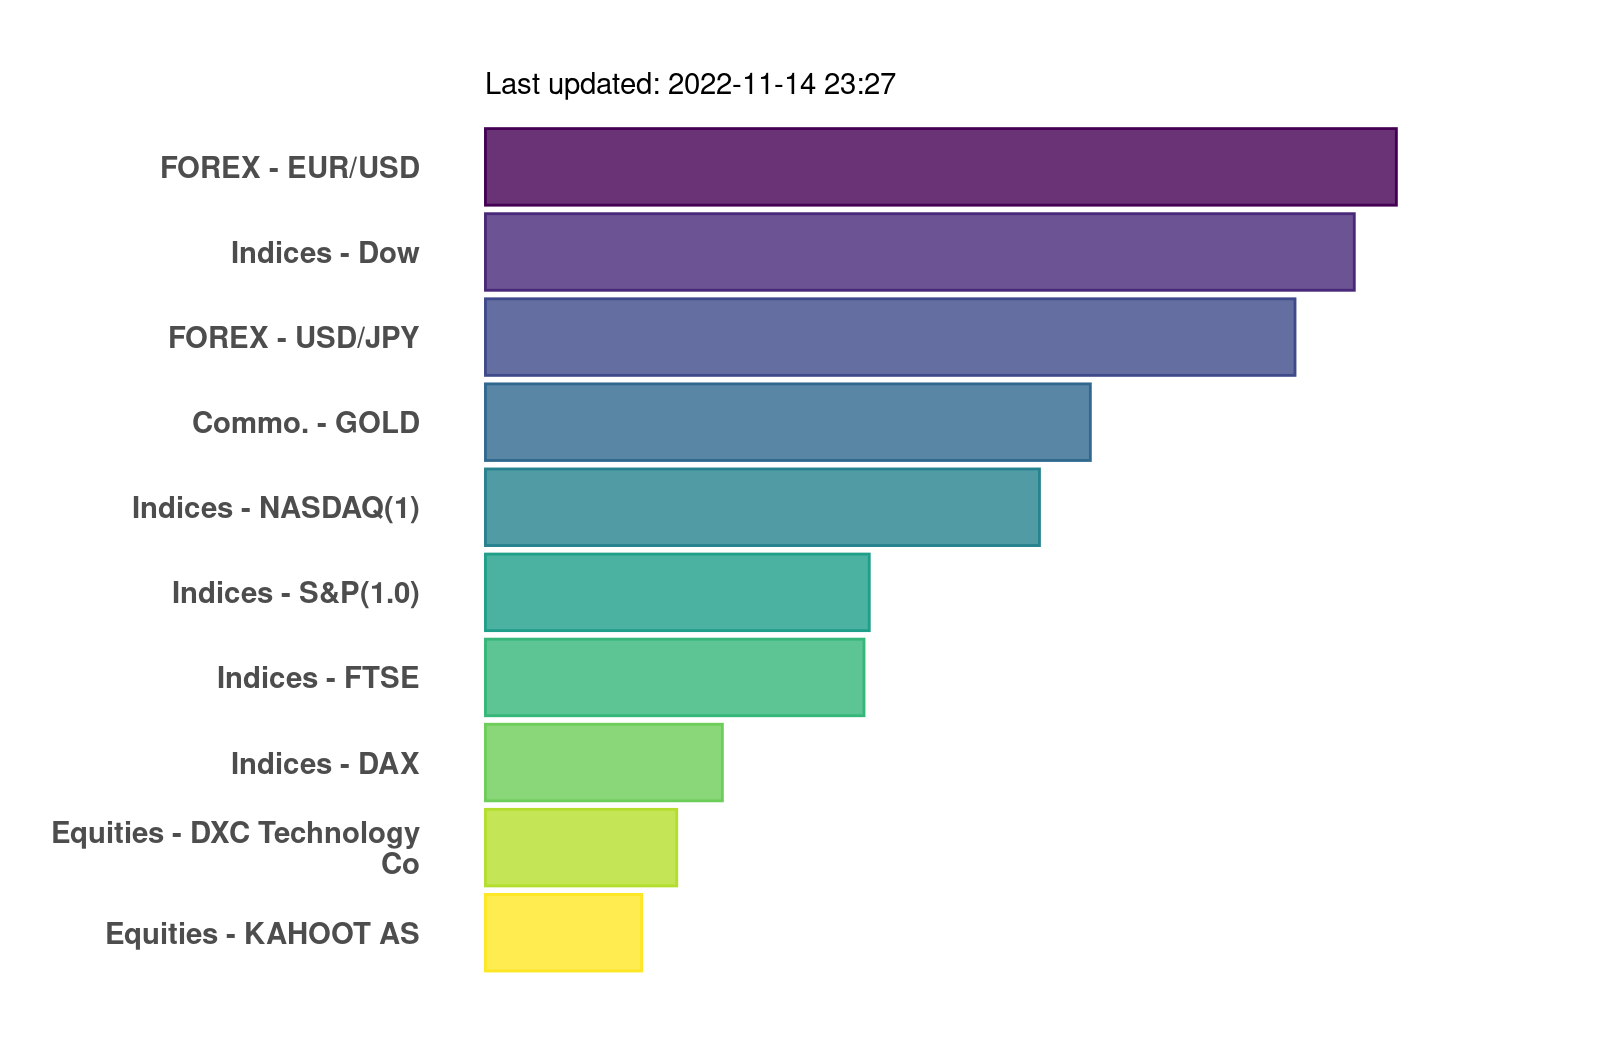 Last updated: 2022-11-14 23:27
FOREX - EUR/USD
Indices - Dow
FOREX - USD/JPY
Commo. - GOLD
Indices - NASDAQ(1)
Indices - S&P(1.0)
Indices - FTSE
Indices - DAX
Equities - DXC Technology
Co
Equities - KAHOOT AS